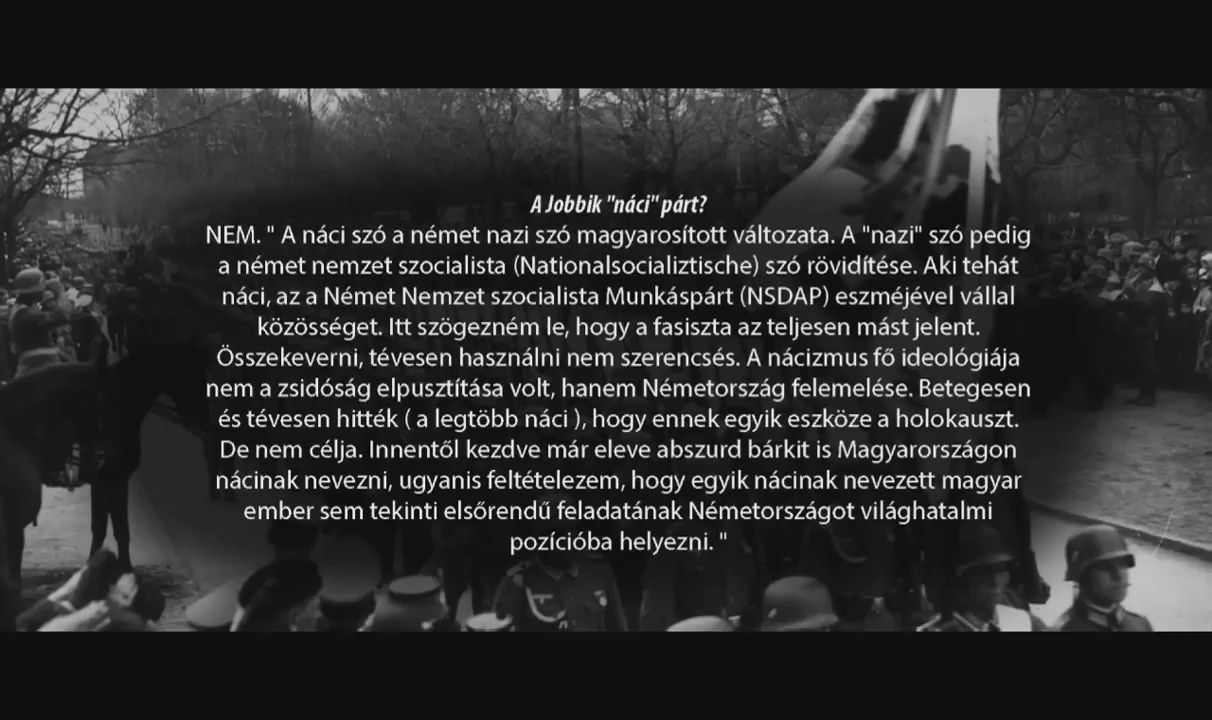 A Jobbik "náci" párt?
NEM. " A náci szó a német nazi szó magyarosított változata. A "nazi" szó pedig
a német nemzet szocialista (Nationalsocializtische) szó rövidítése. Aki tehát
náci, az a Német Nemzet szocialista Munkáspárt (NSDAP) eszméjével vállal
közösséget. Itt szögezném le, hogy a fasiszta az teljesen mást jelent.
Összekeverni, tévesen használni nem szerencsés. A nácizmus fő ideológiája
nem a zsidóság elpusztítása volt, hanem Németország felemelése. Betegesen
és tévesen hitték ( a legtöbb náci ), hogy ennek egyik eszköze a holokauszt.
De nem célja. Innentől kezdve már eleve abszurd bárkit is Magyarországon
nácinak nevezni, ugyanis feltételezem, hogy egyik nácinak nevezett magyar
ember sem tekinti elsőrendű feladatának Németországot világhatalmi
pozícióba helyezni. "